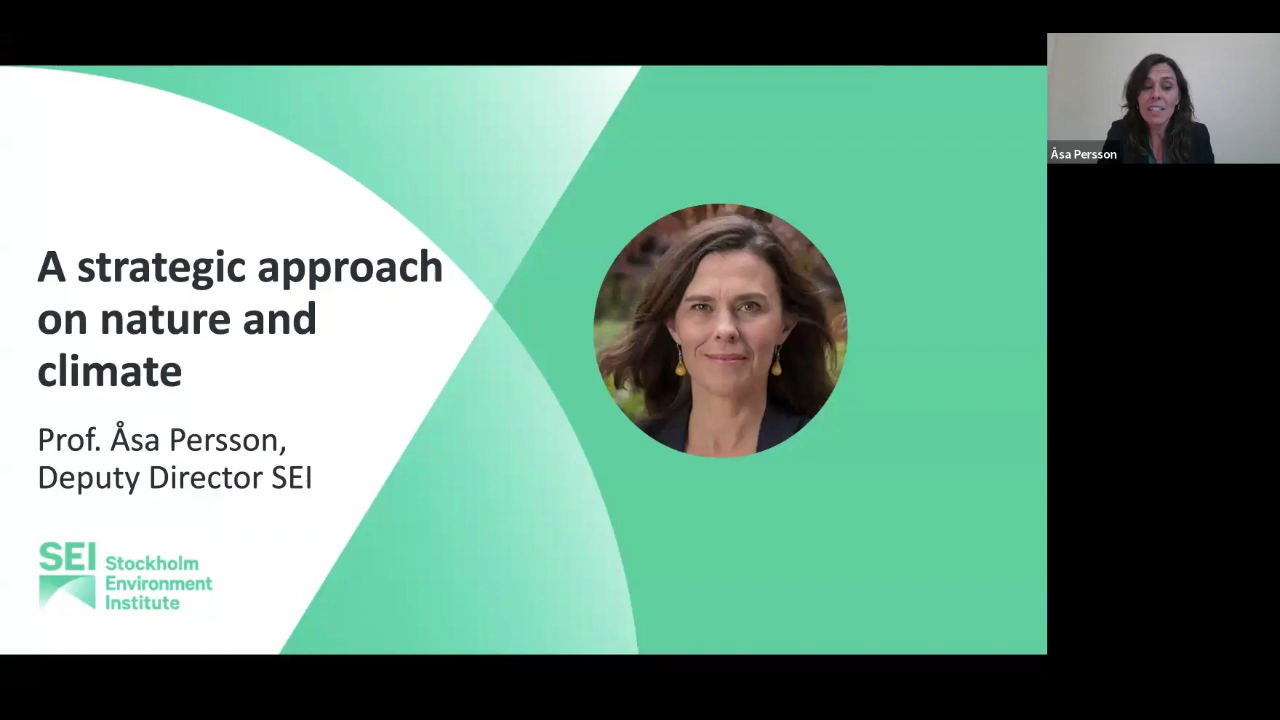 A strategic approach
on nature and
climate
Prof. Åsa Persson,
Deputy Director SEI
SEI Stockholm
Environment
Institute
Åsa Persson